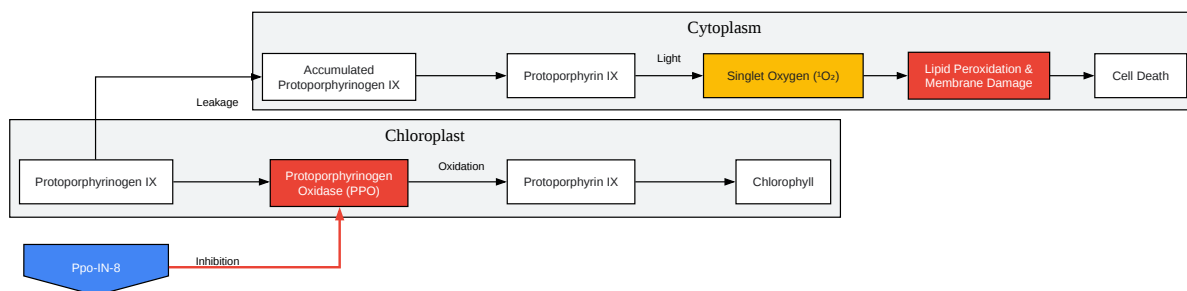 Cytoplasm
Accumulated
Protoporphyrinogen IX
Protoporphyrin IX
Light
Singlet Oxygen (¹O₂)
Lipid Peroxidation &
Membrane Damage
Cell Death
Leakage
Chloroplast
Protoporphyrinogen IX
Protoporphyrinogen
Oxidase (PPO)
Oxidation
Protoporphyrin IX
Chlorophyll
Ppo-IN-8
Inhibition